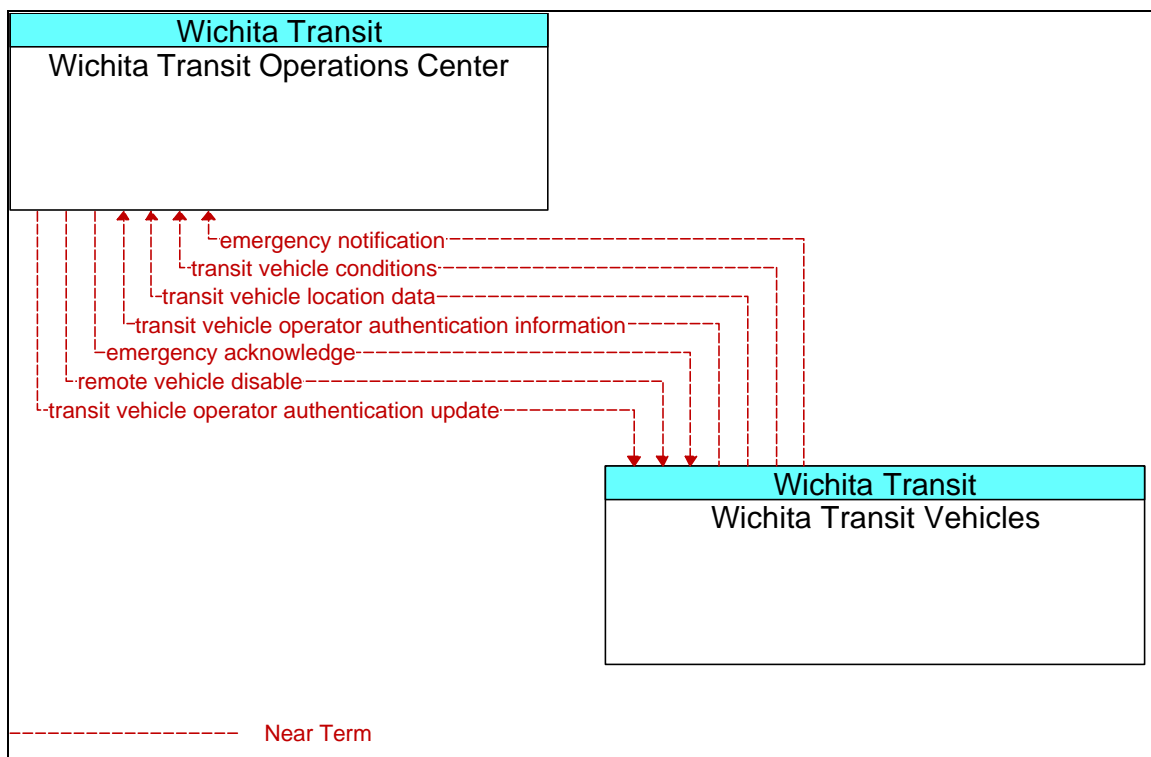 Wichita Transit
Wichita Transit Operations Center
emergency notification
transit vehicle conditions
transit vehicle location data
transit vehicle operator authentication information
emergency acknowledge
remote vehicle disable
transit vehicle operator authentication update
Wichita Transit
Wichita Transit Vehicles
Near Term